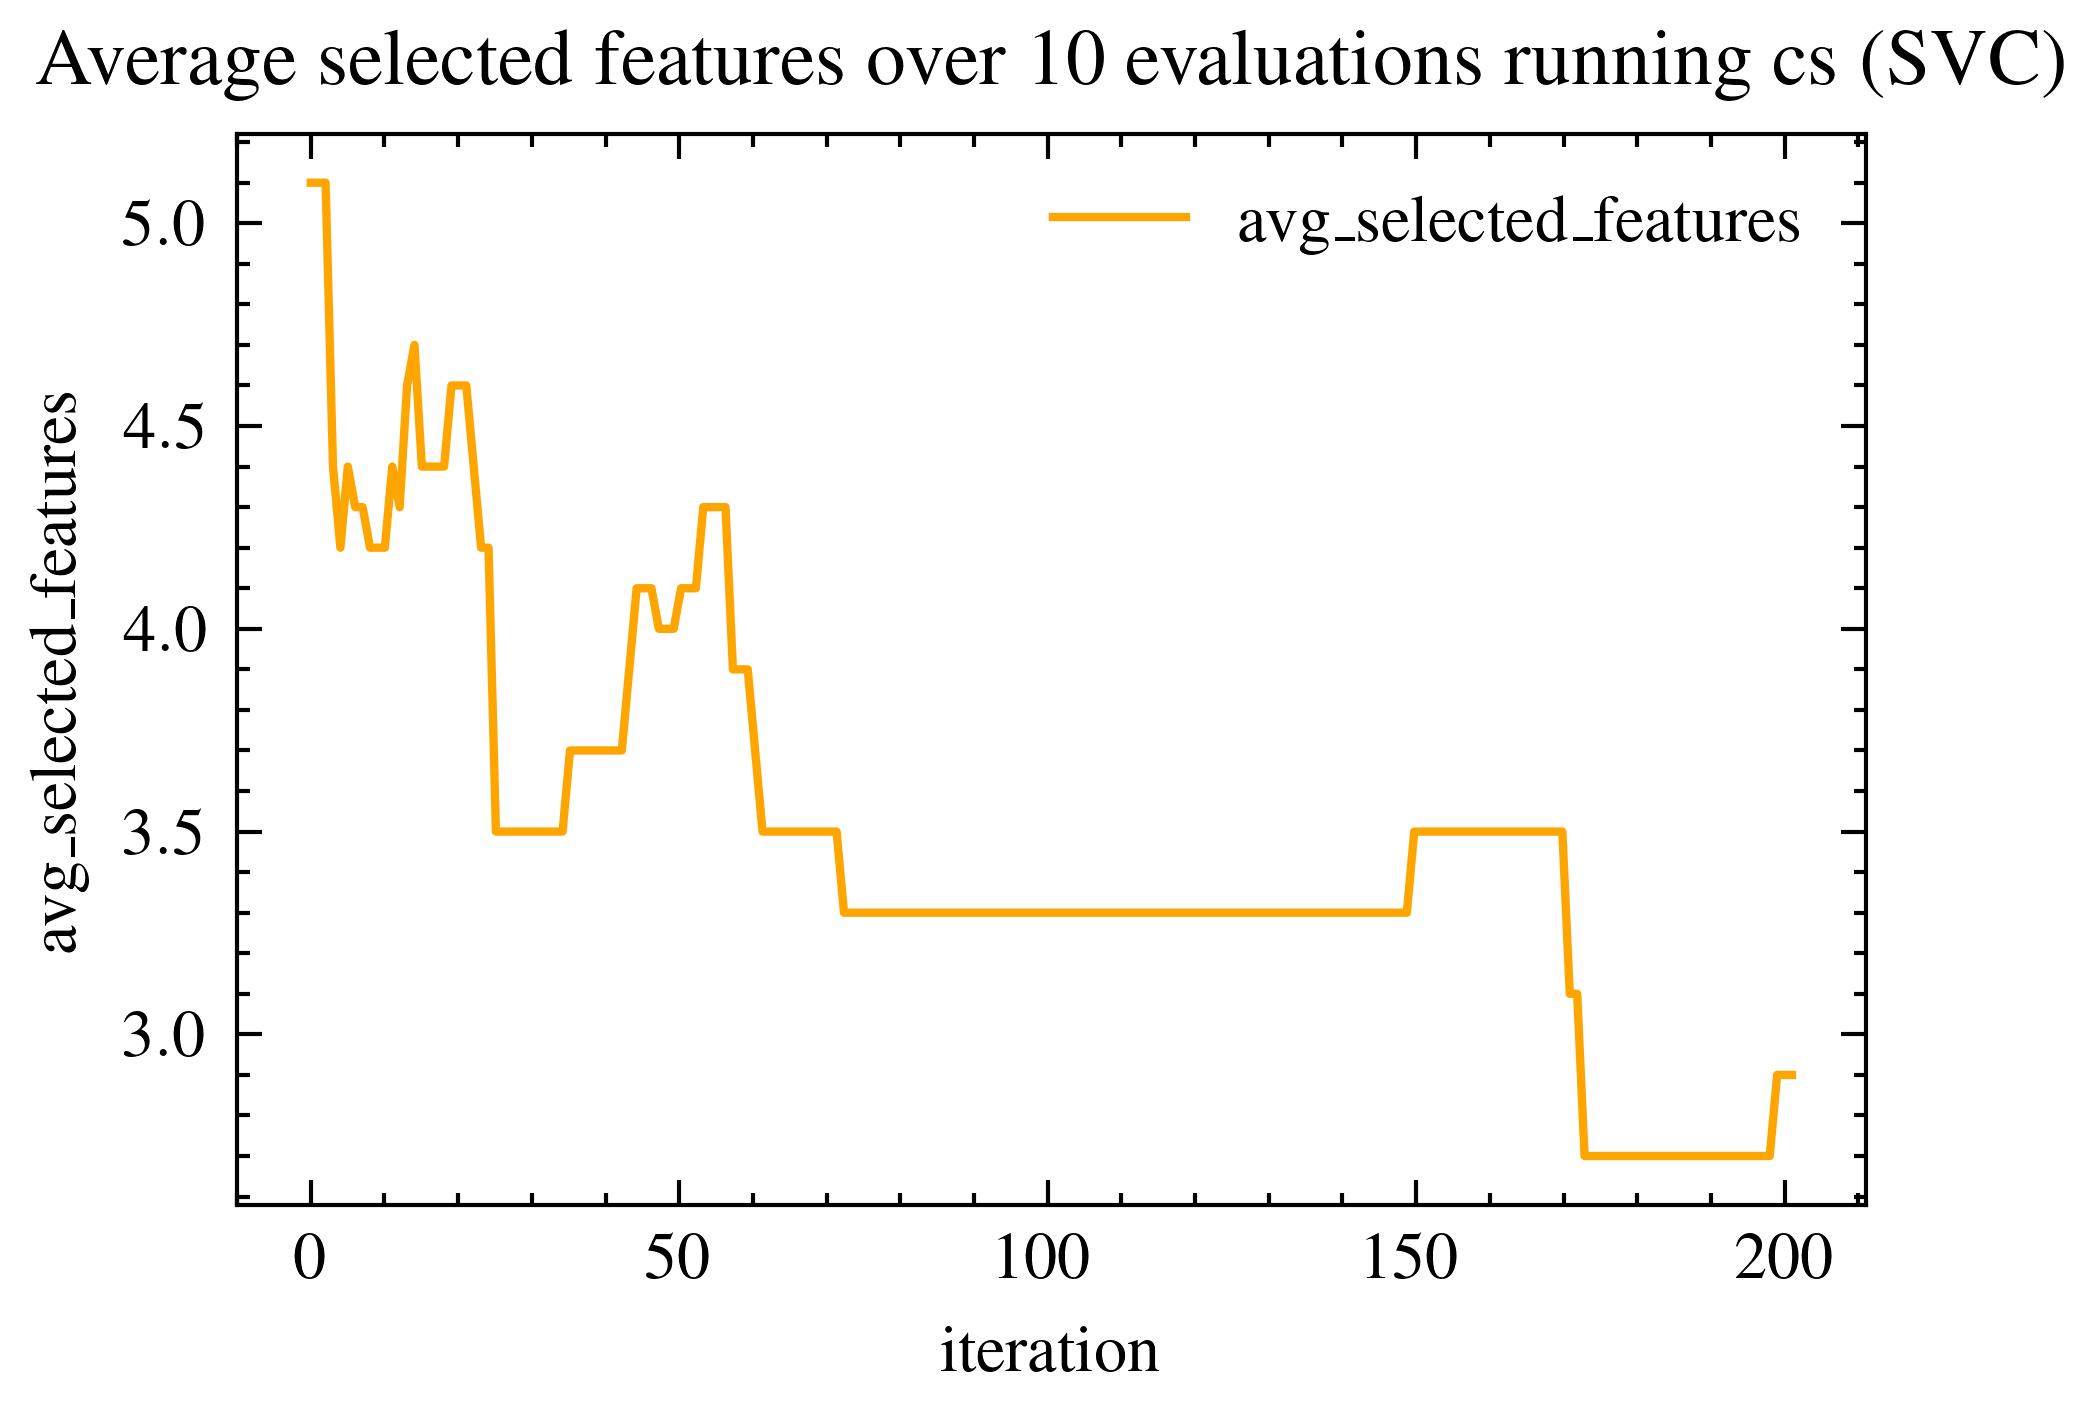 Average selected features over 10 evaluations running cs (SVC)
avg_selected_features
avg_selected_features
5.0
4.5
4.0
3.5
3.0
0 50 100 150 200
iteration